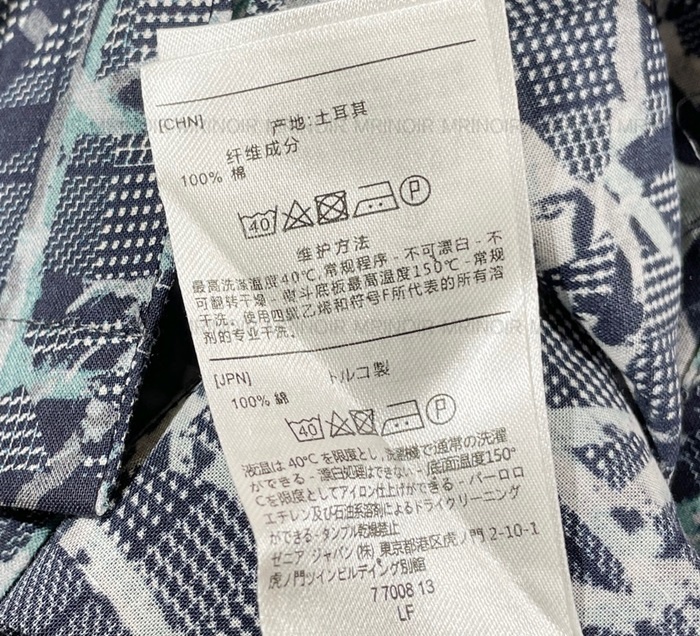 [CHN] 产地:土耳其
纤维成分
100% 棉
40 P
维护方法
最高洗涤温度40℃,常规程序 - 不可漂白 - 不
可翻转干燥 - 熨斗底板最高温度150℃ - 常规
干洗。使用四氯乙烯和符号F所代表的所有溶
剂的专业干洗。
[JPN] トルコ製
100% 綿
40 P
液温は 40℃ を限度とし、洗濯機で通常の洗濯
ができる - 漂白処理はできない - 底面温度150°
Cを限度としてアイロン仕上げができる - パーロロ
エチレン及び石油系溶剤によるドライクリーニング
ができる - タンブル乾燥禁止
ゼニア ジャパン (株) 東京都港区虎ノ門 2-10-1
虎ノ門ツインビルディング別館
77008 13
LF
MRINOIR MRINOIR MRINOIR MRINOIR